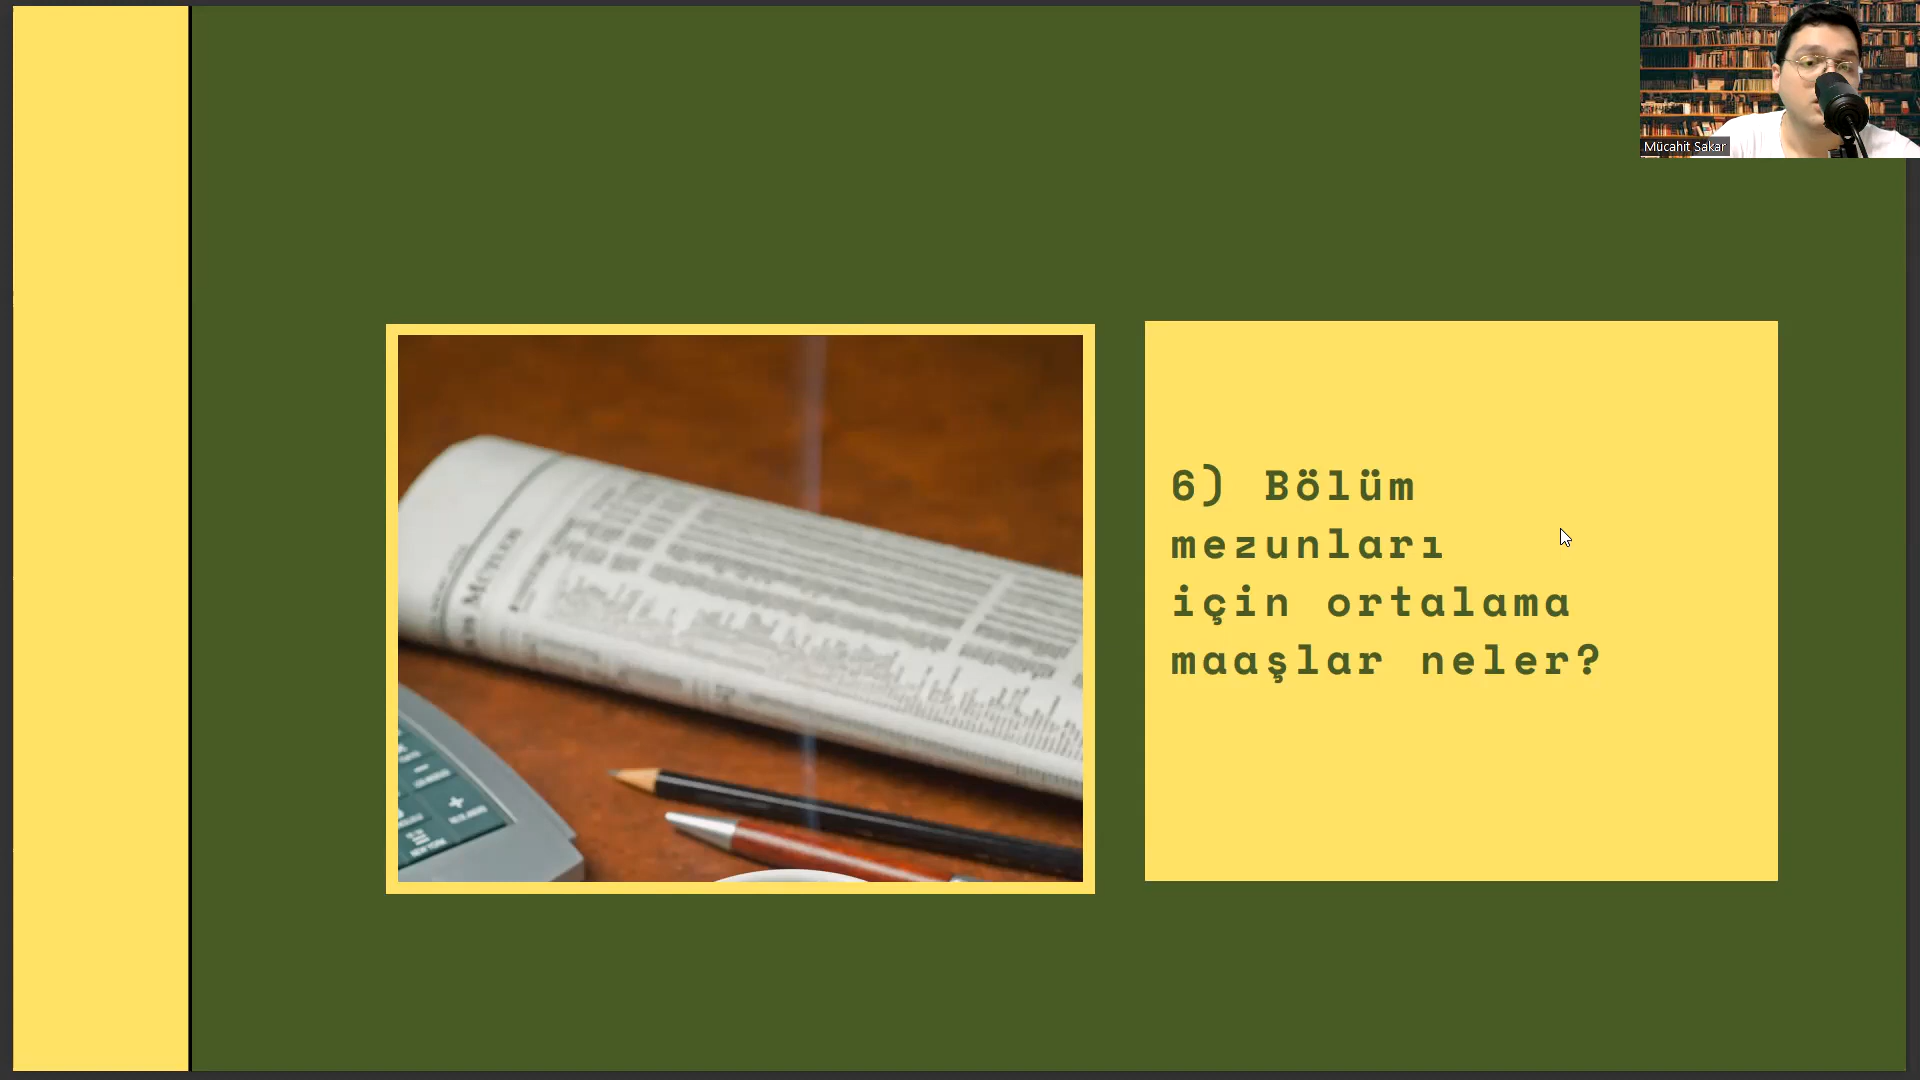 Mücahit Sakar
6) Bölüm
mezunları
için ortalama
maaşlar neler?